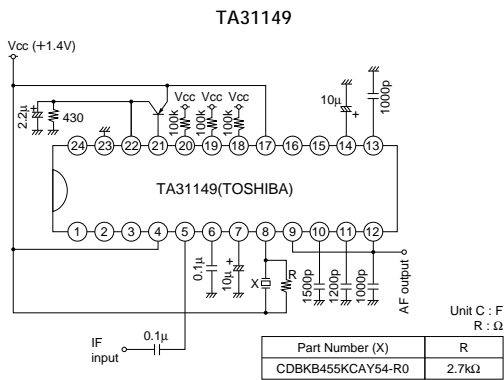 TA31149
Vcc (+1.4V)
2.2μ
+
430
Vcc
Vcc
Vcc
100k
100k
100k
10μ
+
1000p
24
23
22
21
20
19
18
17
16
15
14
13
TA31149(TOSHIBA)
1
2
3
4
5
6
7
8
9
10
11
12
0.1μ
10μ
+
X
R
1500p
1200p
1000p
AF output
IF
input
0.1μ
Unit C : F
R : Ω
Part Number (X)
R
CDBKB455KCAY54-R0
2.7kΩ